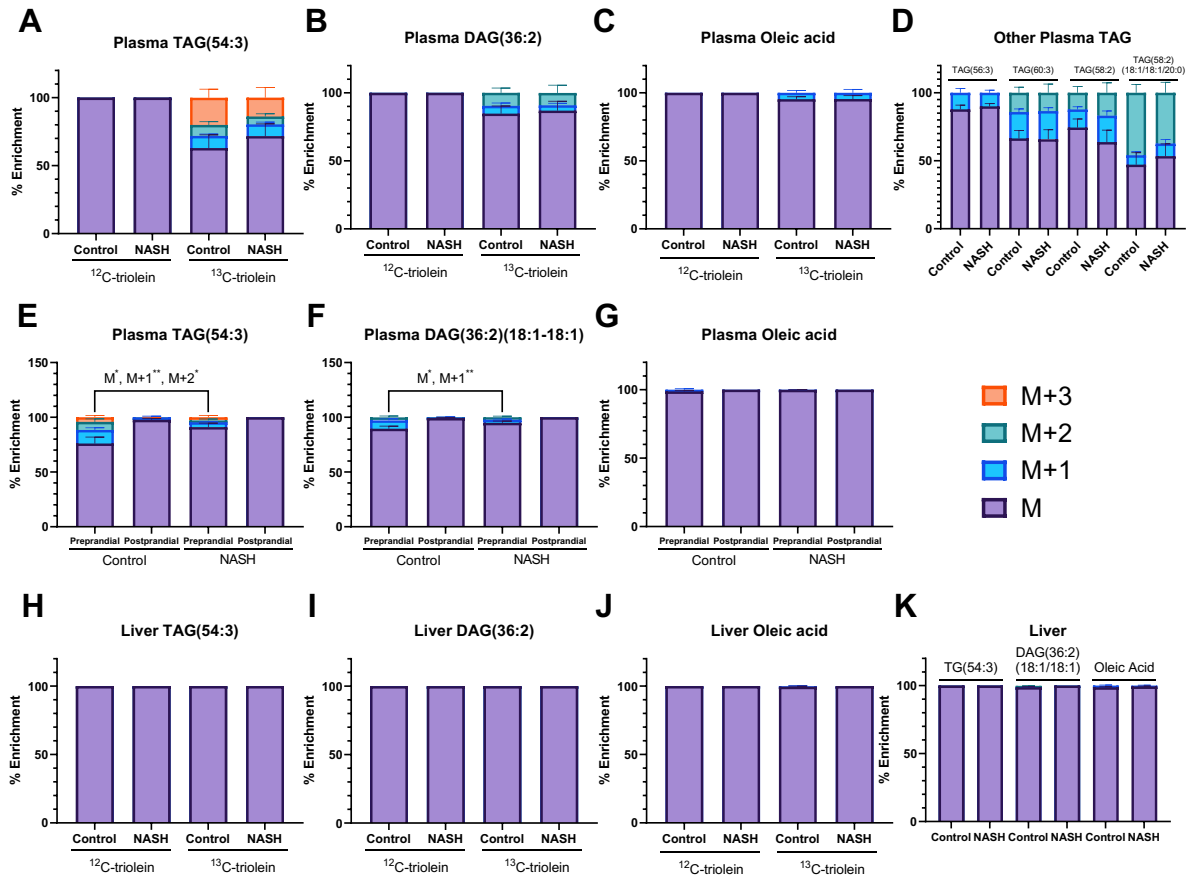 A
Plasma TAG(54:3)
% Enrichment
100
50
0
Control NASH Control NASH
¹²C-triolein ¹³C-triolein
B
Plasma DAG(36:2)
% Enrichment
150
100
50
0
Control NASH Control NASH
¹²C-triolein ¹³C-triolein
C
Plasma Oleic acid
% Enrichment
150
100
50
0
Control NASH Control NASH
¹²C-triolein ¹³C-triolein
D
Other Plasma TAG
TAG(56:3) TAG(60:3) TAG(58:2) TAG(58:2)
(18:1/18:1/20:0)
% Enrichment
100
50
0
Control NASH Control NASH Control NASH Control NASH
E
Plasma TAG(54:3)
% Enrichment
150
100
50
0
M*, M+1**, M+2*
Preprandial Postprandial Preprandial Postprandial
Control NASH
F
Plasma DAG(36:2)(18:1-18:1)
% Enrichment
150
100
50
0
M*, M+1**
Preprandial Postprandial Preprandial Postprandial
Control NASH
G
Plasma Oleic acid
% Enrichment
150
100
50
0
Preprandial Postprandial Preprandial Postprandial
Control NASH
M+3
M+2
M+1
M
H
Liver TAG(54:3)
% Enrichment
100
50
0
Control NASH Control NASH
¹²C-triolein ¹³C-triolein
I
Liver DAG(36:2)
% Enrichment
100
50
0
Control NASH Control NASH
¹²C-triolein ¹³C-triolein
J
Liver Oleic acid
% Enrichment
100
50
0
Control NASH Control NASH
¹²C-triolein ¹³C-triolein
K
Liver
TG(54:3) DAG(36:2)
(18:1/18:1) Oleic Acid
% Enrichment
100
50
0
Control NASH Control NASH Control NASH